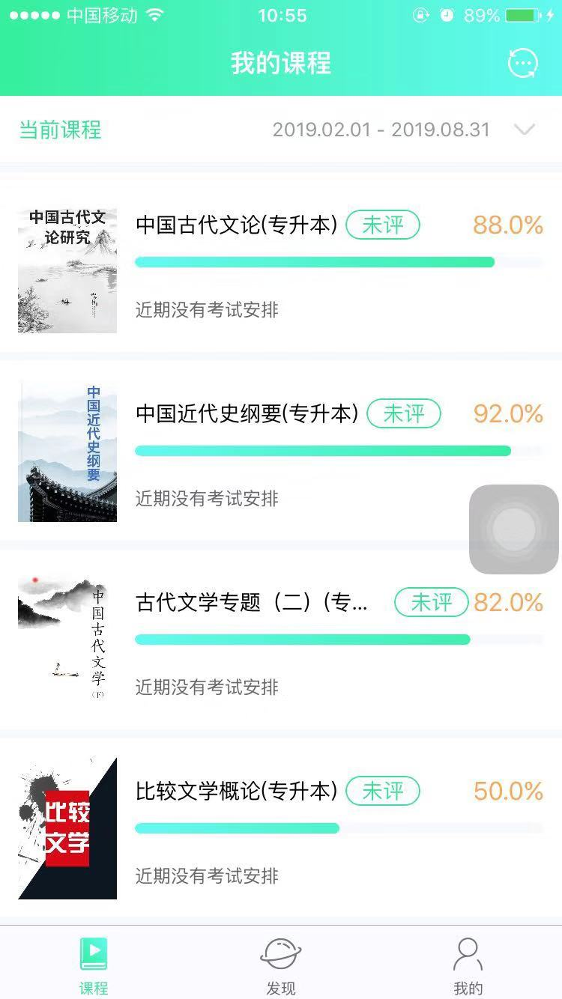 中国移动 10:55 89%
我的课程
当前课程 2019.02.01 - 2019.08.31
中国古代文
论研究
中国古代文论(专升本) 未评 88.0%
近期没有考试安排
中国近代史纲要
中国近代史纲要(专升本) 未评 92.0%
近期没有考试安排
中国古代文学(下)
古代文学专题（二）(专... 未评 82.0%
近期没有考试安排
比较
文学
比较文学概论(专升本) 未评 50.0%
近期没有考试安排
课程 发现 我的